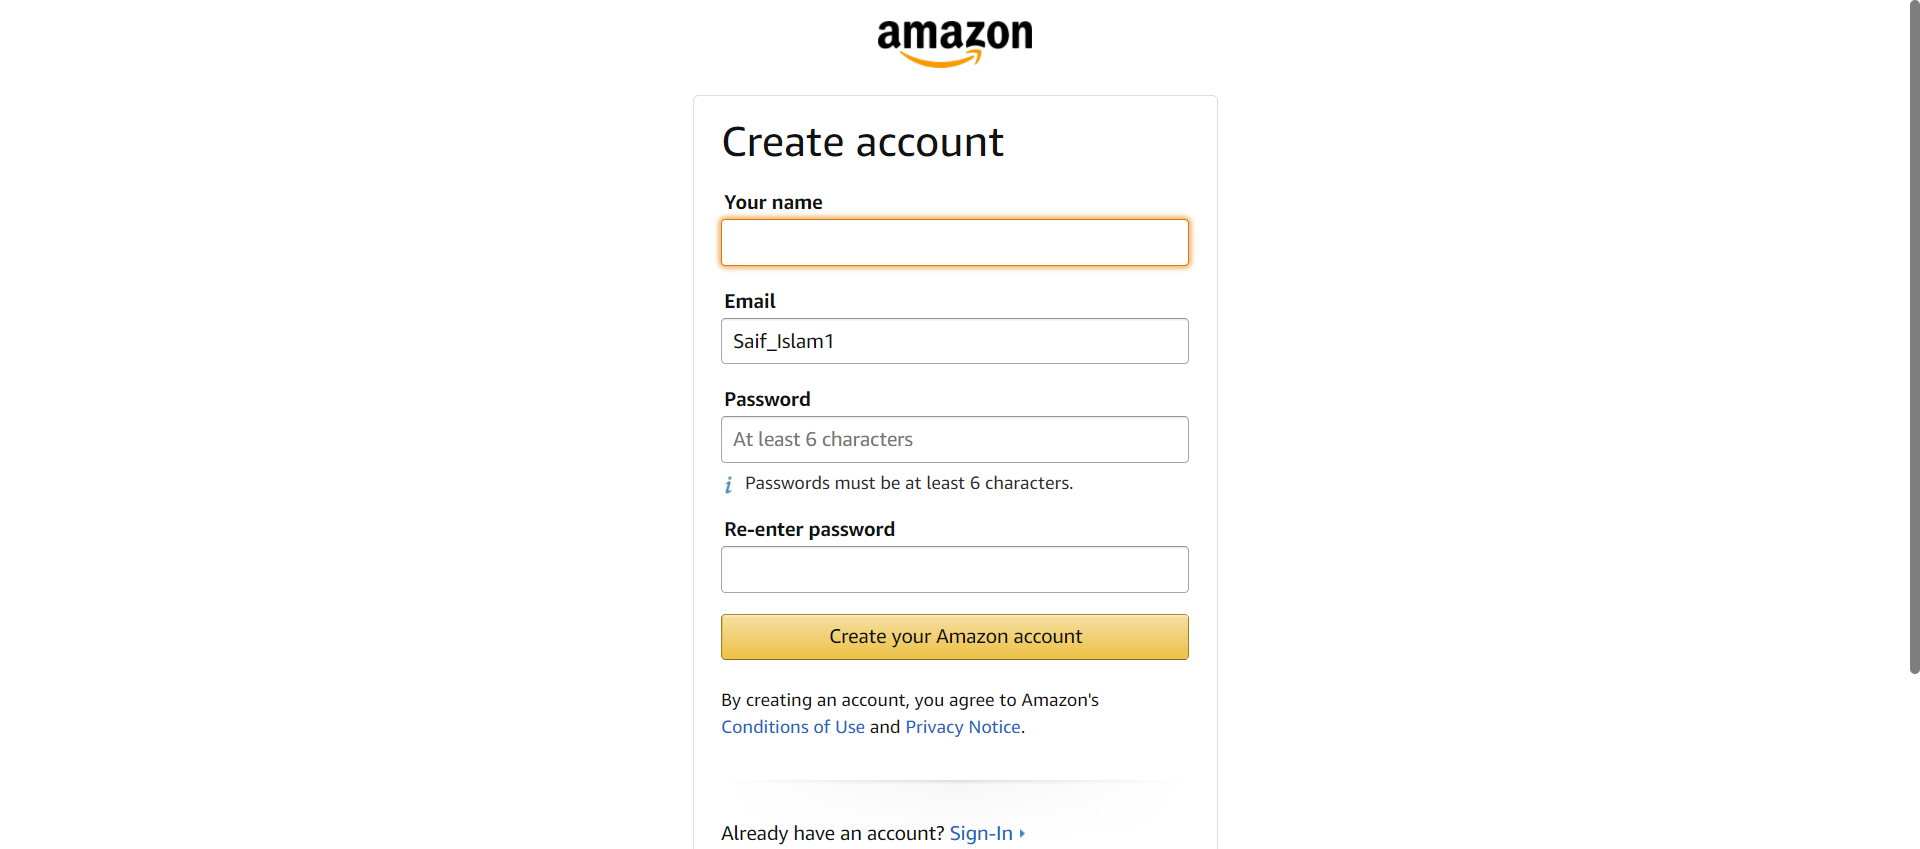 amazon
Create account
Your name
Email
Saif_Islam1
Password
At least 6 characters
i Passwords must be at least 6 characters.
Re-enter password
Create your Amazon account
By creating an account, you agree to Amazon's
Conditions of Use and Privacy Notice.
Already have an account? Sign-In